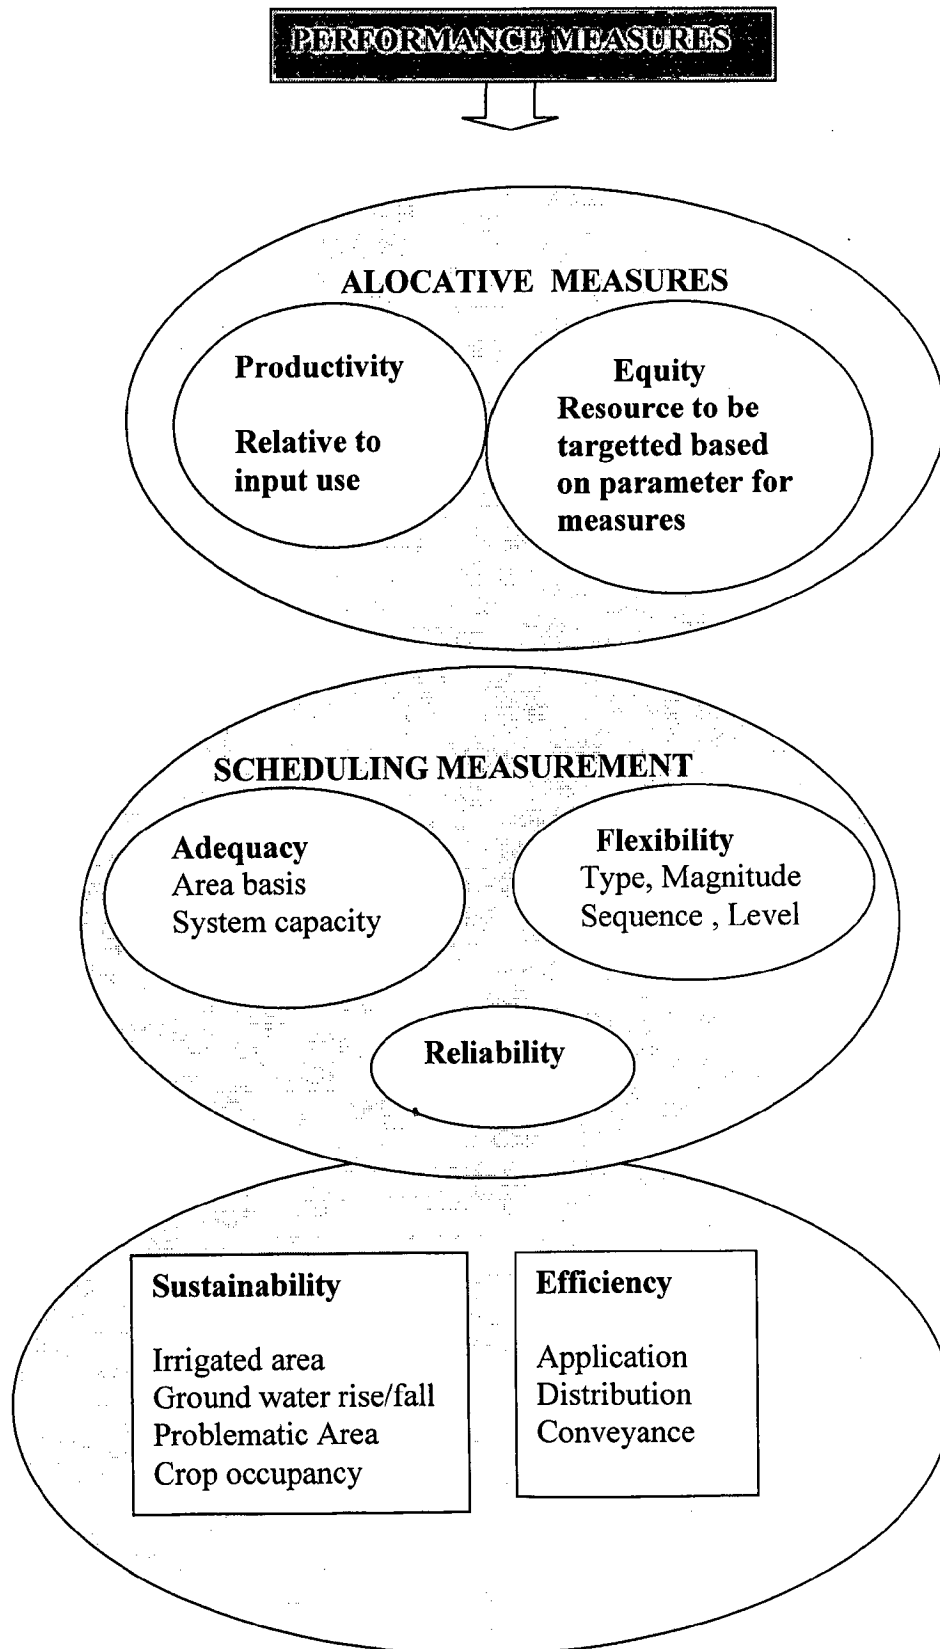 PERFORMANCE MEASURES
ALOCATIVE MEASURES
Productivity
Relative to
input use
Equity
Resource to be
targetted based
on parameter for
measures
SCHEDULING MEASUREMENT
Adequacy
Area basis
System capacity
Flexibility
Type, Magnitude
Sequence , Level
Reliability
Sustainability
Irrigated area
Ground water rise/fall
Problematic Area
Crop occupancy
Efficiency
Application
Distribution
Conveyance